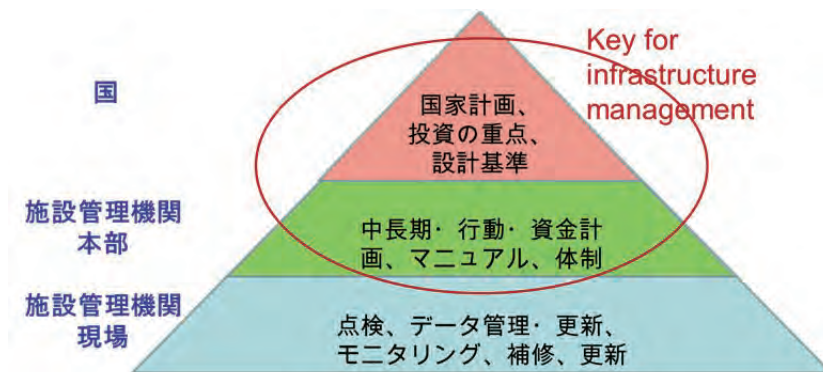 Key for
infrastructure
management
国
国家計画、
投資の重点、
設計基準
施設管理機関
本部
中長期・行動・資金計
画、マニュアル、体制
施設管理機関
現場
点検、データ管理・更新、
モニタリング、補修、更新